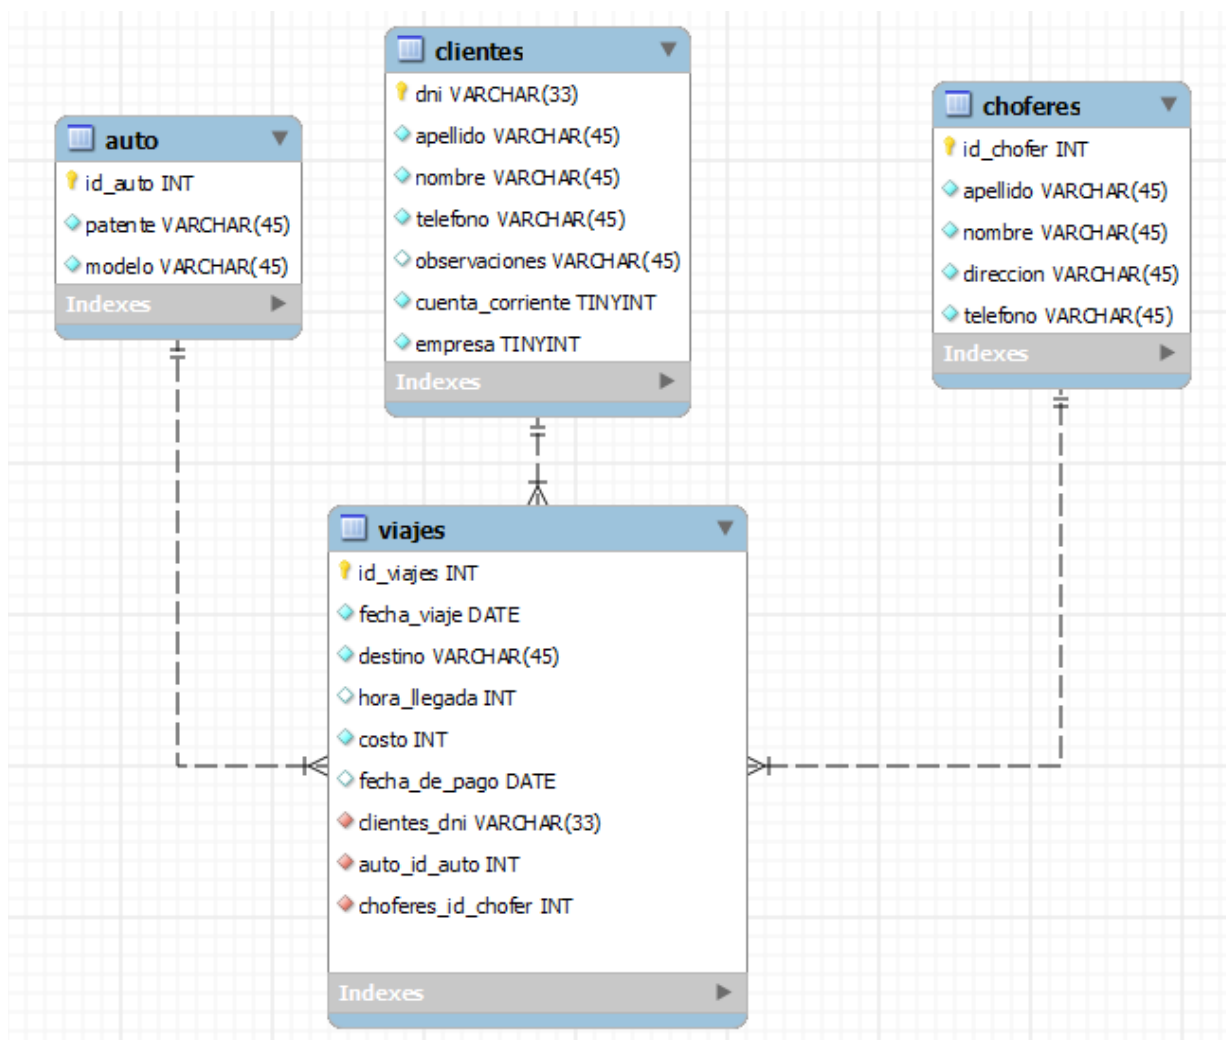 auto
id_auto INT
patente VARCHAR(45)
modelo VARCHAR(45)
Indexes
clientes
dni VARCHAR(33)
apellido VARCHAR(45)
nombre VARCHAR(45)
telefono VARCHAR(45)
observaciones VARCHAR(45)
cuenta_corriente TINYINT
empresa TINYINT
Indexes
choferes
id_chofer INT
apellido VARCHAR(45)
nombre VARCHAR(45)
direccion VARCHAR(45)
telefono VARCHAR(45)
Indexes
viajes
id_viajes INT
fecha_viaje DATE
destino VARCHAR(45)
hora_llegada INT
costo INT
fecha_de_pago DATE
clientes_dni VARCHAR(33)
auto_id_auto INT
choferes_id_chofer INT
Indexes